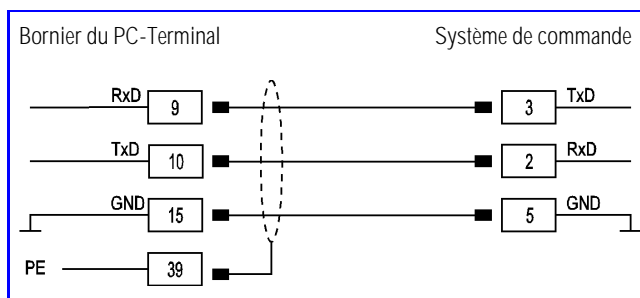 Bornier du PC-Terminal Système de commande
RxD 9 3 TxD
TxD 10 2 RxD
GND 15 5 GND
PE 39